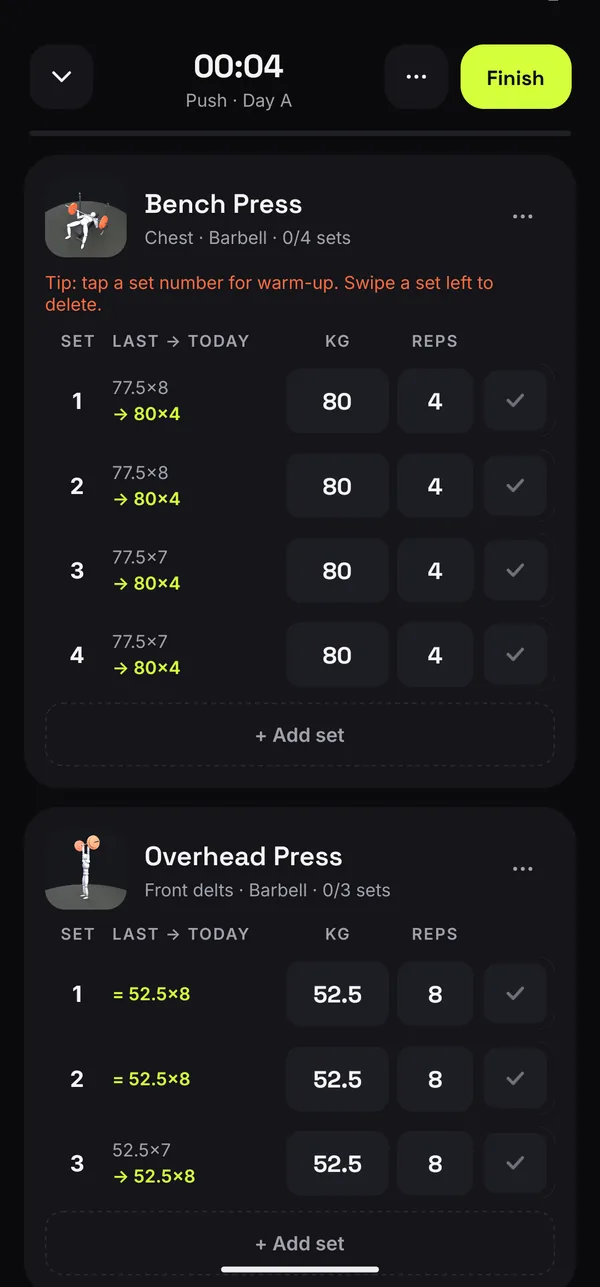 00:04
Push · Day A
Finish
Bench Press
Chest · Barbell · 0/4 sets
Tip: tap a set number for warm-up. Swipe a set left to
delete.
SET LAST → TODAY KG REPS
1 77.5×8 → 80×4 80 4
2 77.5×8 → 80×4 80 4
3 77.5×7 → 80×4 80 4
4 77.5×7 → 80×4 80 4
+ Add set
Overhead Press
Front delts · Barbell · 0/3 sets
SET LAST → TODAY KG REPS
1 = 52.5×8 52.5 8
2 = 52.5×8 52.5 8
3 52.5×7 → 52.5×8 52.5 8
+ Add set